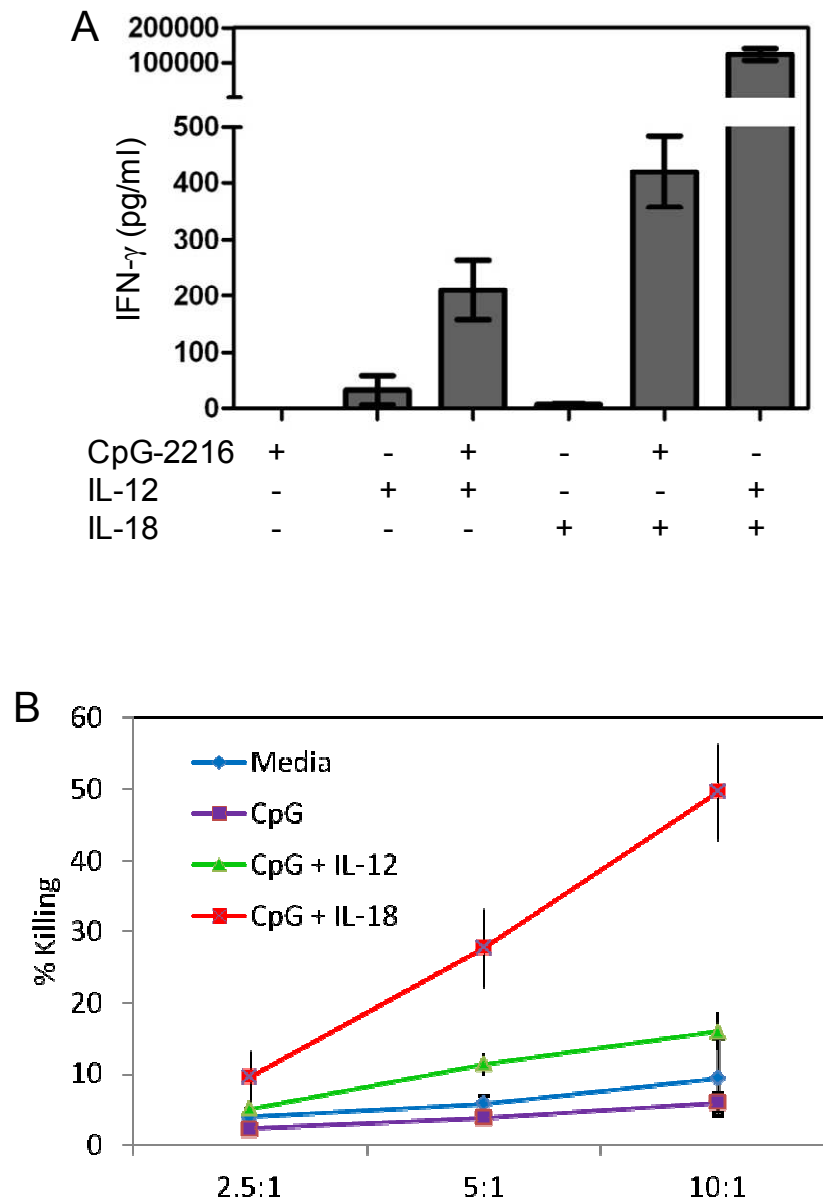 A
200000
100000
500
400
300
200
100
0
IFN-γ (pg/ml)
CpG-2216 + - + - + -
IL-12 - + + - - +
IL-18 - - - + + +
B
60
50
40
30
20
10
0
% Killing
Media
CpG
CpG + IL-12
CpG + IL-18
2.5:1 5:1 10:1